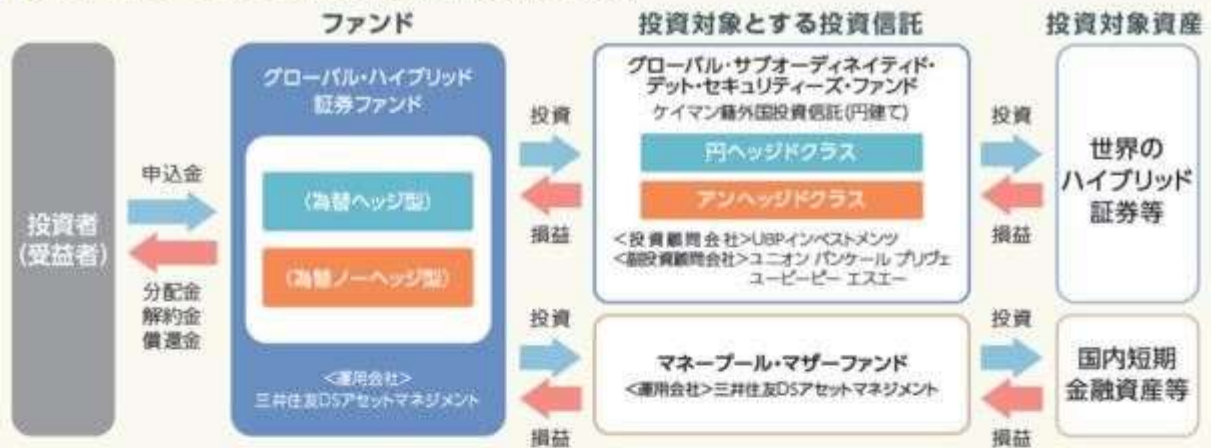 ファンド
投資対象とする投資信託
投資対象資産
投資者
(受益者)
申込金
分配金
解約金
償還金
グローバル・ハイブリッド
証券ファンド
(為替ヘッジ型)
(為替ノーヘッジ型)
<運用会社>
三井住友DSアセットマネジメント
投資
損益
投資
損益
グローバル・サブオーディネイティド・
デット・セキュリティーズ・ファンド
ケイマン籍外国投資信託(円建て)
円ヘッジドクラス
アンヘッジドクラス
<投資顧問会社>UBPインベストメンツ
<副投資顧問会社>ユニオン バンケール プリヴェ
ユービーピー エスエー
マネープール・マザーファンド
<運用会社>三井住友DSアセットマネジメント
投資
損益
投資
損益
世界の
ハイブリッド
証券等
国内短期
金融資産等